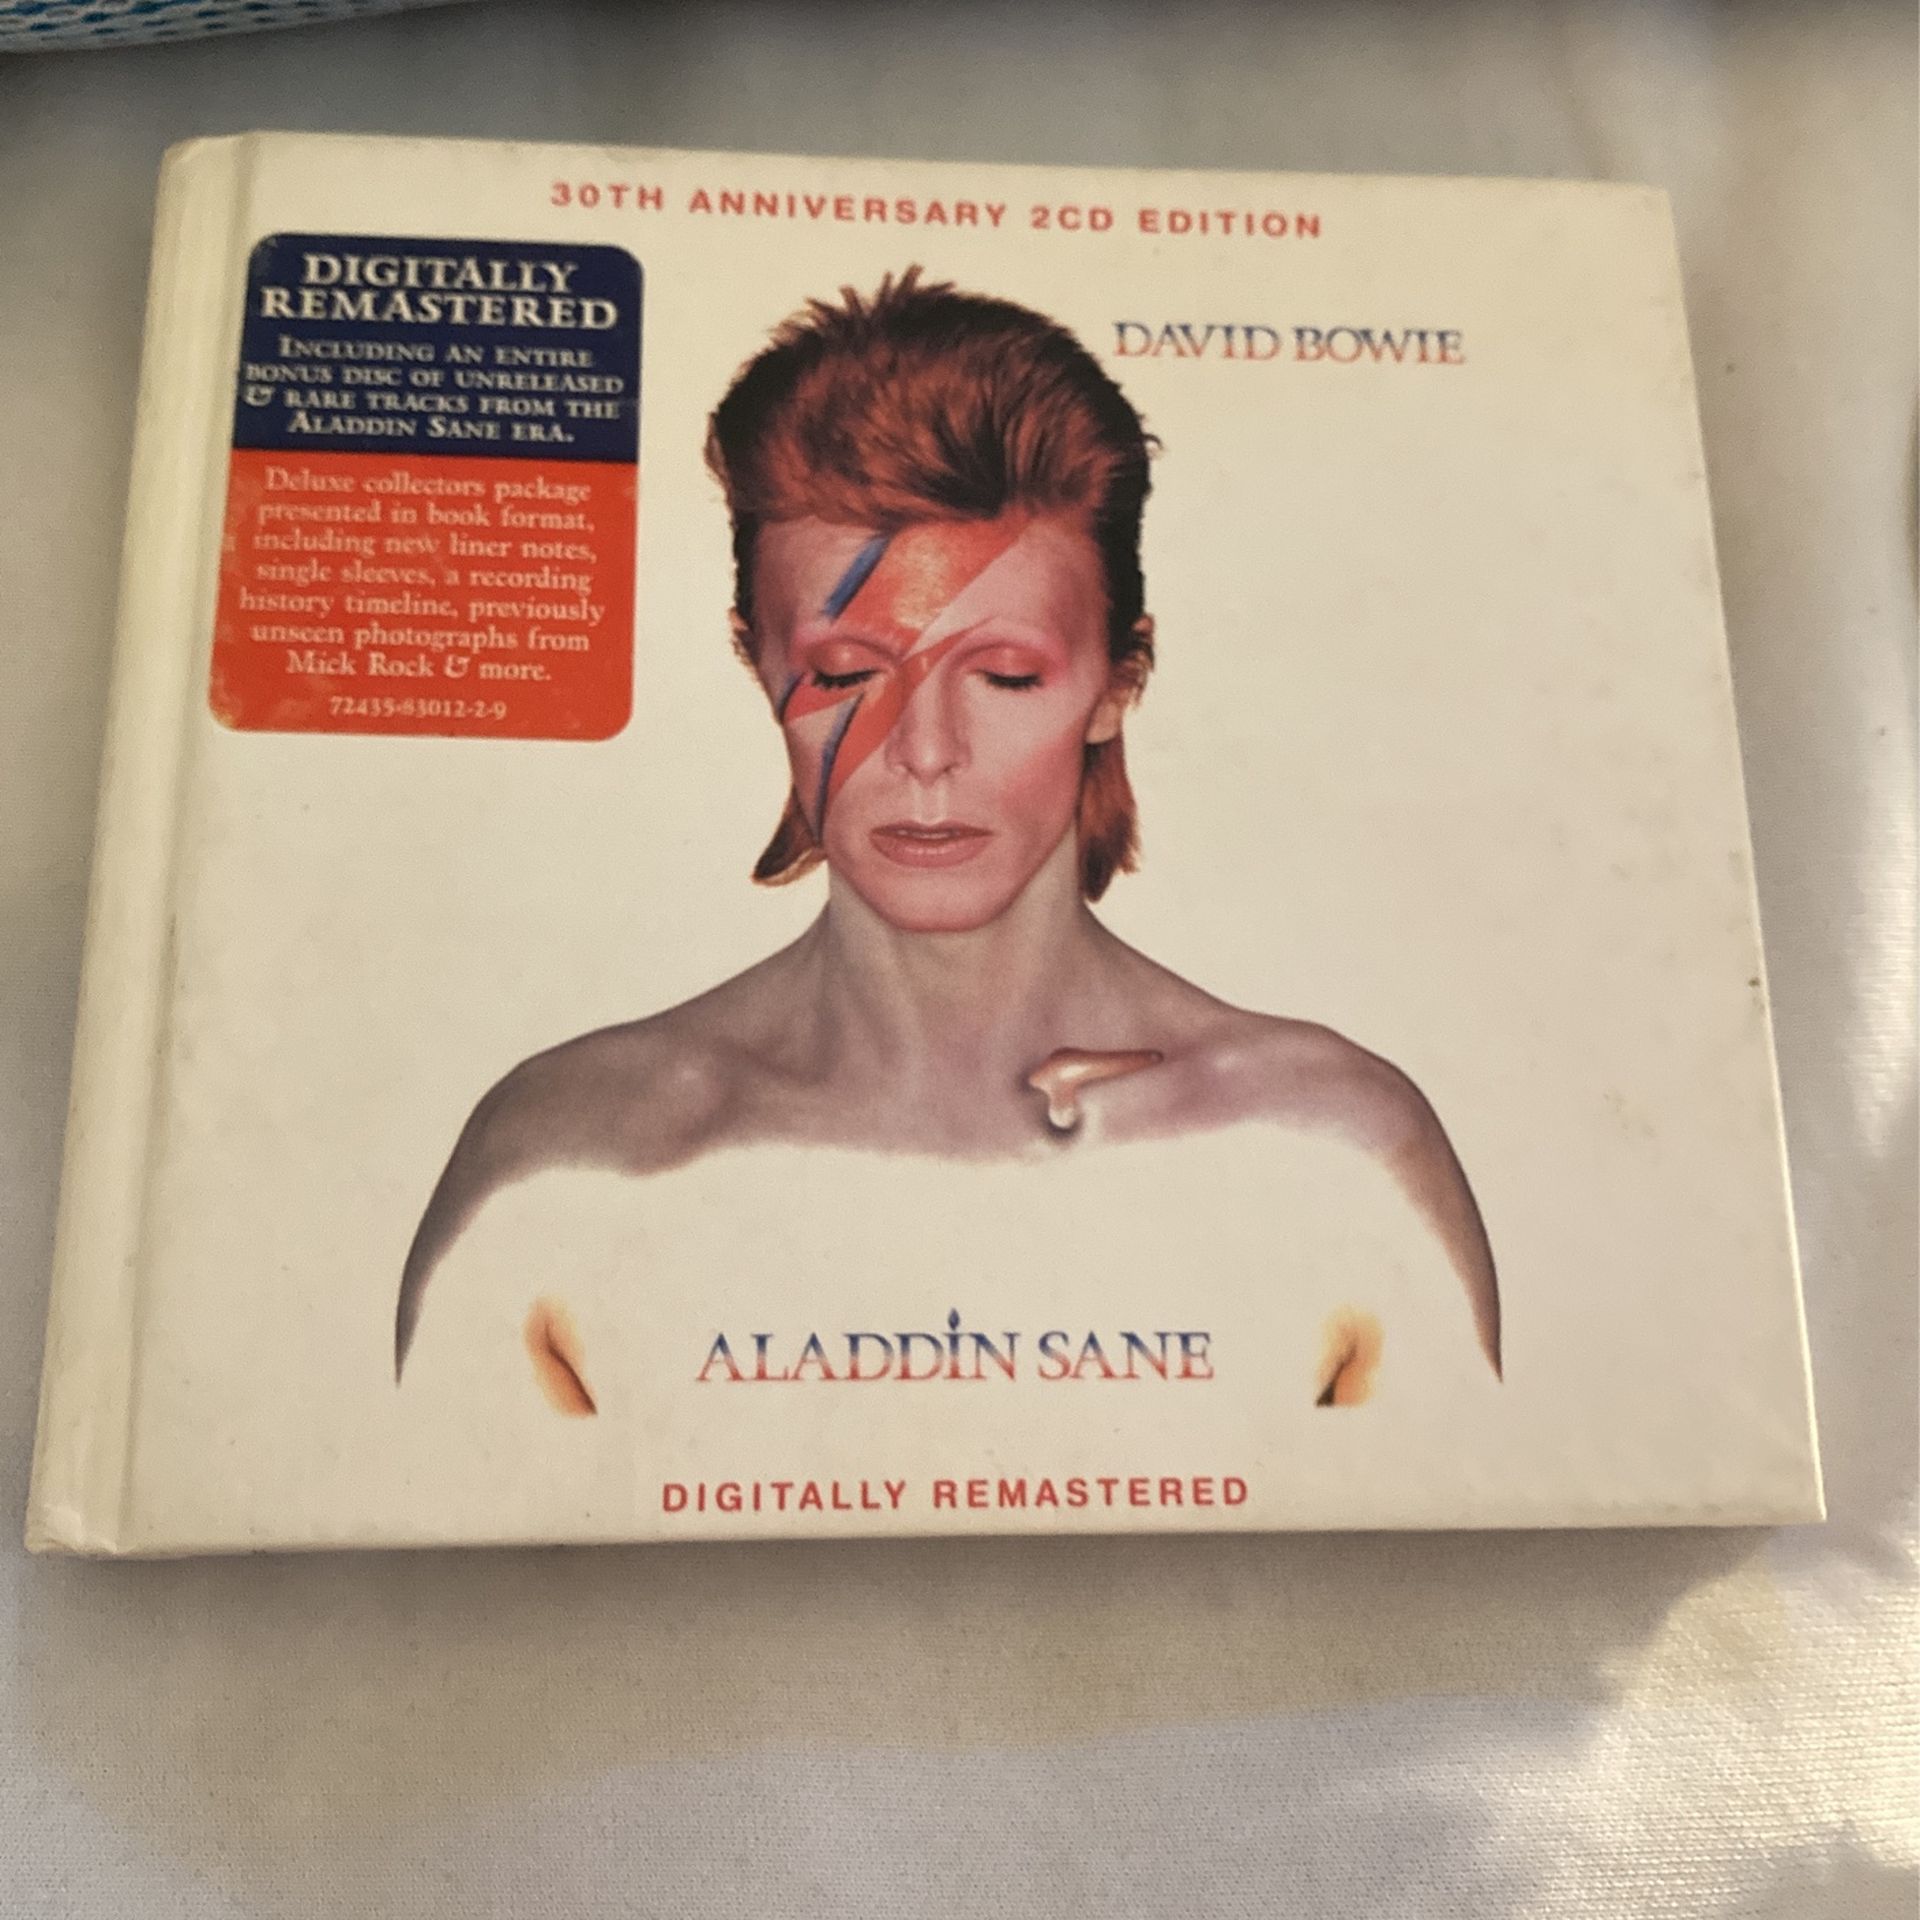 30TH ANNIVERSARY 2CD EDITION
DIGITALLY
REMASTERED
INCLUDING AN ENTIRE
BONUS DISC OF UNRELEASED
& RARE TRACKS FROM THE
ALADDIN SANE ERA.
Deluxe collectors package
presented in book format,
including new liner notes,
single sleeves, a recording
history timeline, previously
unseen photographs from
Mick Rock & more.
72435-83012-2-9
DAVID BOWIE
ALADDIN SANE
DIGITALLY REMASTERED